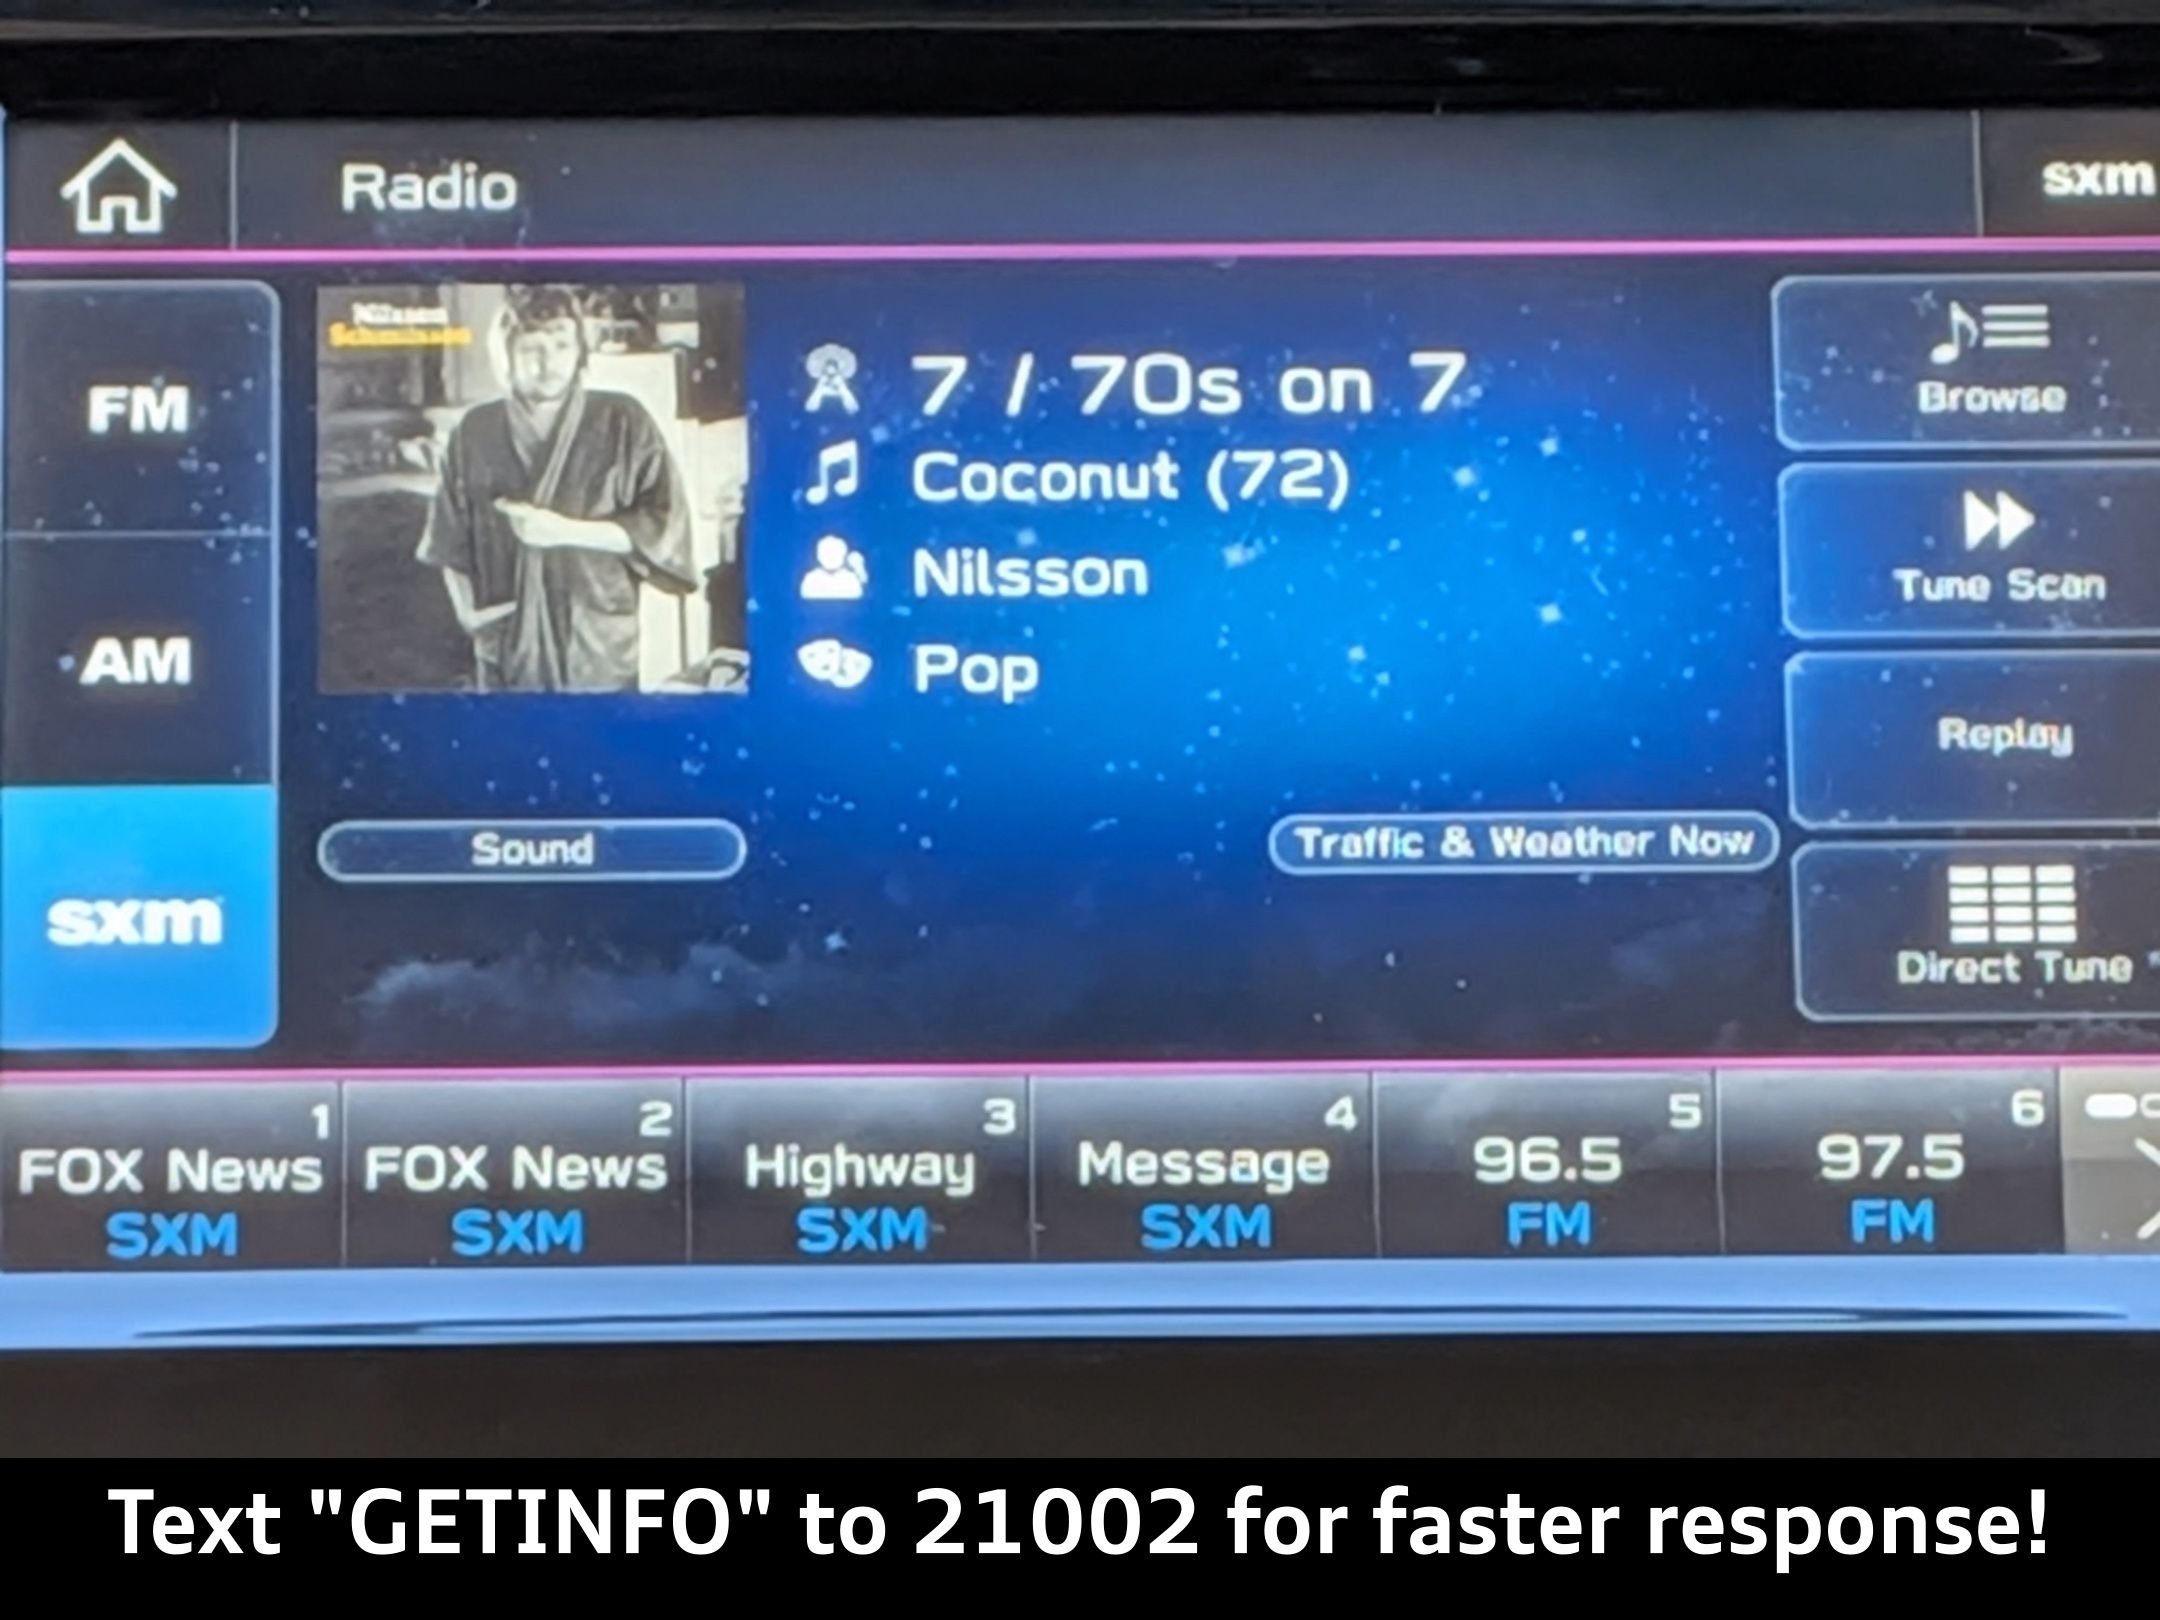 Radio
sxm
FM
AM
sxm
Nilsson
Schmilsson
7 / 70s on 7
Coconut (72)
Nilsson
Pop
Sound
Traffic & Weather Now
Browse
Tune Scan
Replay
Direct Tune
1
FOX News
SXM
2
FOX News
SXM
3
Highway
SXM
4
Message
SXM
5
96.5
FM
6
97.5
FM
Text "GETINFO" to 21002 for faster response!